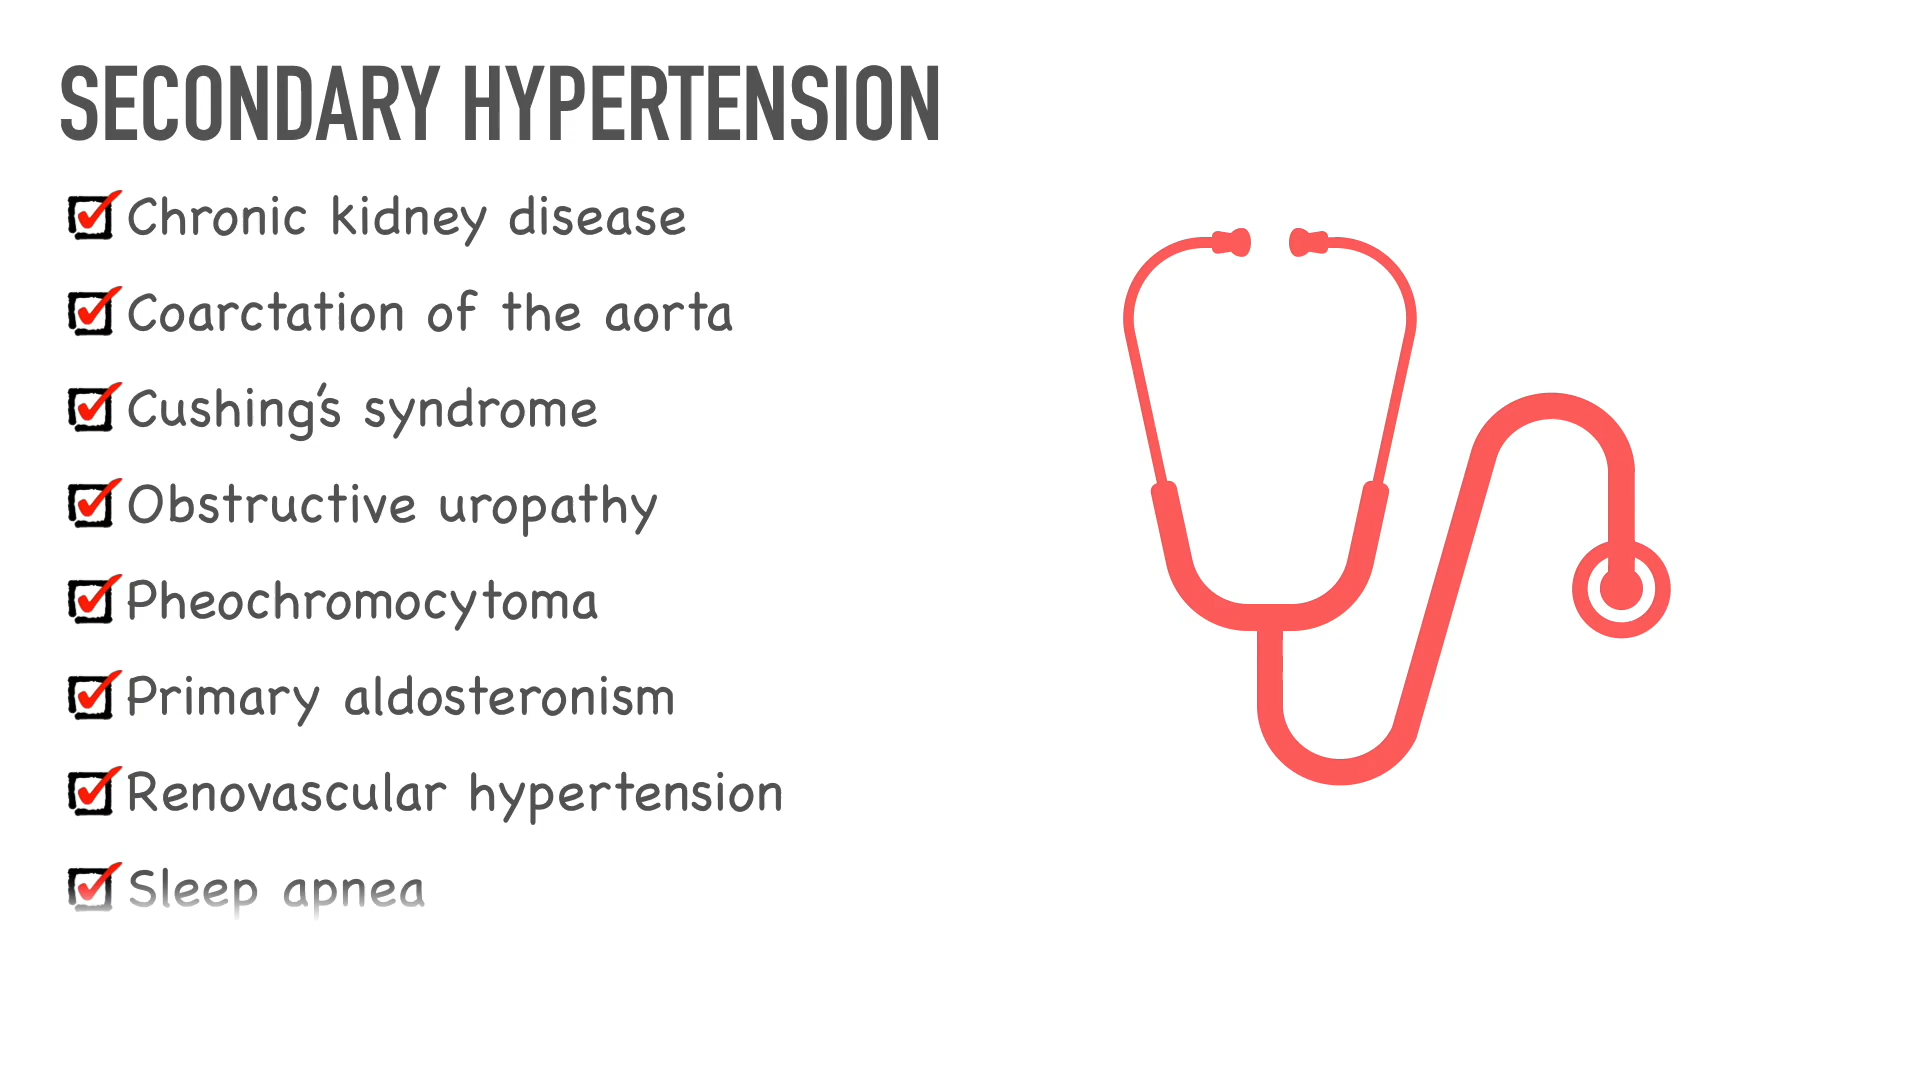 SECONDARY HYPERTENSION
Chronic kidney disease
Coarctation of the aorta
Cushing's syndrome
Obstructive uropathy
Pheochromocytoma
Primary aldosteronism
Renovascular hypertension
Sleep apnea